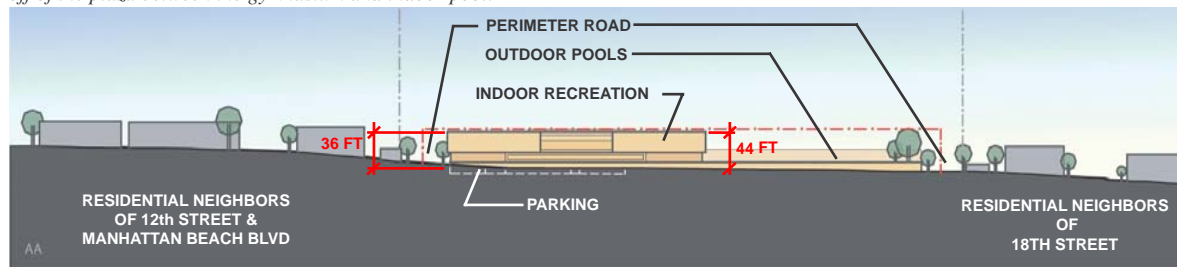 PERIMETER ROAD
OUTDOOR POOLS
INDOOR RECREATION
36 FT
44 FT
PARKING
RESIDENTIAL NEIGHBORS
OF 12th STREET &
MANHATTAN BEACH BLVD
RESIDENTIAL NEIGHBORS
OF
18TH STREET
AA